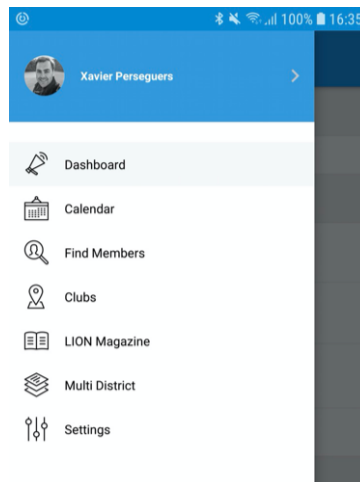 100% 16:35
Xavier Perseguers
Dashboard
Calendar
Find Members
Clubs
LION Magazine
Multi District
Settings